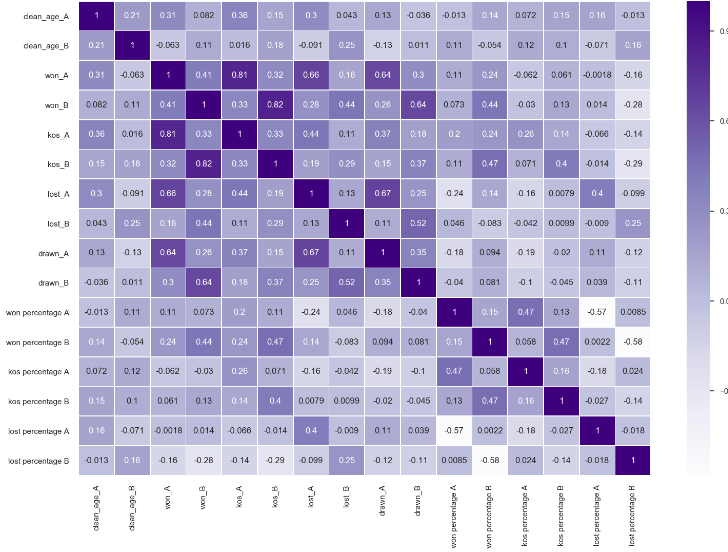 clean_age_A 1 0.21 0.31 0.082 0.36 0.15 0.3 0.043 0.13 -0.036 -0.013 0.14 0.072 0.15 0.16 -0.013
clean_age_B 0.21 1 -0.063 0.11 0.016 0.18 -0.091 0.25 -0.13 0.011 0.11 -0.054 0.12 0.1 -0.071 0.16
won_A 0.31 -0.063 1 0.41 0.81 0.32 0.66 0.16 0.64 0.3 0.11 0.24 -0.062 0.061 -0.0018 -0.16
won_B 0.082 0.11 0.41 1 0.33 0.82 0.28 0.44 0.26 0.64 0.073 0.44 -0.03 0.13 0.014 -0.28
kos_A 0.36 0.016 0.81 0.33 1 0.33 0.44 0.11 0.37 0.18 0.2 0.24 0.26 0.14 -0.066 -0.14
kos_B 0.15 0.18 0.32 0.82 0.33 1 0.19 0.29 0.15 0.37 0.11 0.47 0.071 0.4 -0.014 -0.29
lost_A 0.3 -0.091 0.66 0.28 0.44 0.19 1 0.13 0.67 0.25 -0.24 0.14 -0.16 0.0079 0.4 -0.099
lost_B 0.043 0.25 0.16 0.44 0.11 0.29 0.13 1 0.11 0.52 0.046 -0.083 -0.042 0.0099 -0.009 0.25
drawn_A 0.13 -0.13 0.64 0.26 0.37 0.15 0.67 0.11 1 0.35 -0.18 0.094 -0.19 -0.02 0.11 -0.12
drawn_B -0.036 0.011 0.3 0.64 0.18 0.37 0.25 0.52 0.35 1 -0.04 0.081 -0.1 -0.045 0.039 -0.11
won percentage A -0.013 0.11 0.11 0.073 0.2 0.11 -0.24 0.046 -0.18 -0.04 1 0.15 0.47 0.13 -0.57 0.0085
won percentage B 0.14 -0.054 0.24 0.44 0.24 0.47 0.14 -0.083 0.094 0.081 0.15 1 0.058 0.47 0.0022 -0.58
kos percentage A 0.072 0.12 -0.062 -0.03 0.26 0.071 -0.16 -0.042 -0.19 -0.1 0.47 0.058 1 0.16 -0.18 0.024
kos percentage B 0.15 0.1 0.061 0.13 0.14 0.4 0.0079 0.0099 -0.02 -0.045 0.13 0.47 0.16 1 -0.027 -0.14
lost percentage A 0.16 -0.071 -0.0018 0.014 -0.066 -0.014 0.4 -0.009 0.11 0.039 -0.57 0.0022 -0.18 -0.027 1 -0.018
lost percentage B -0.013 0.16 -0.16 -0.28 -0.14 -0.29 -0.099 0.25 -0.12 -0.11 0.0085 -0.58 0.024 -0.14 -0.018 1
clean_age_A clean_age_B won_A won_B kos_A kos_B lost_A lost_B drawn_A drawn_B won percentage A won percentage B kos percentage A kos percentage B lost percentage A lost percentage B